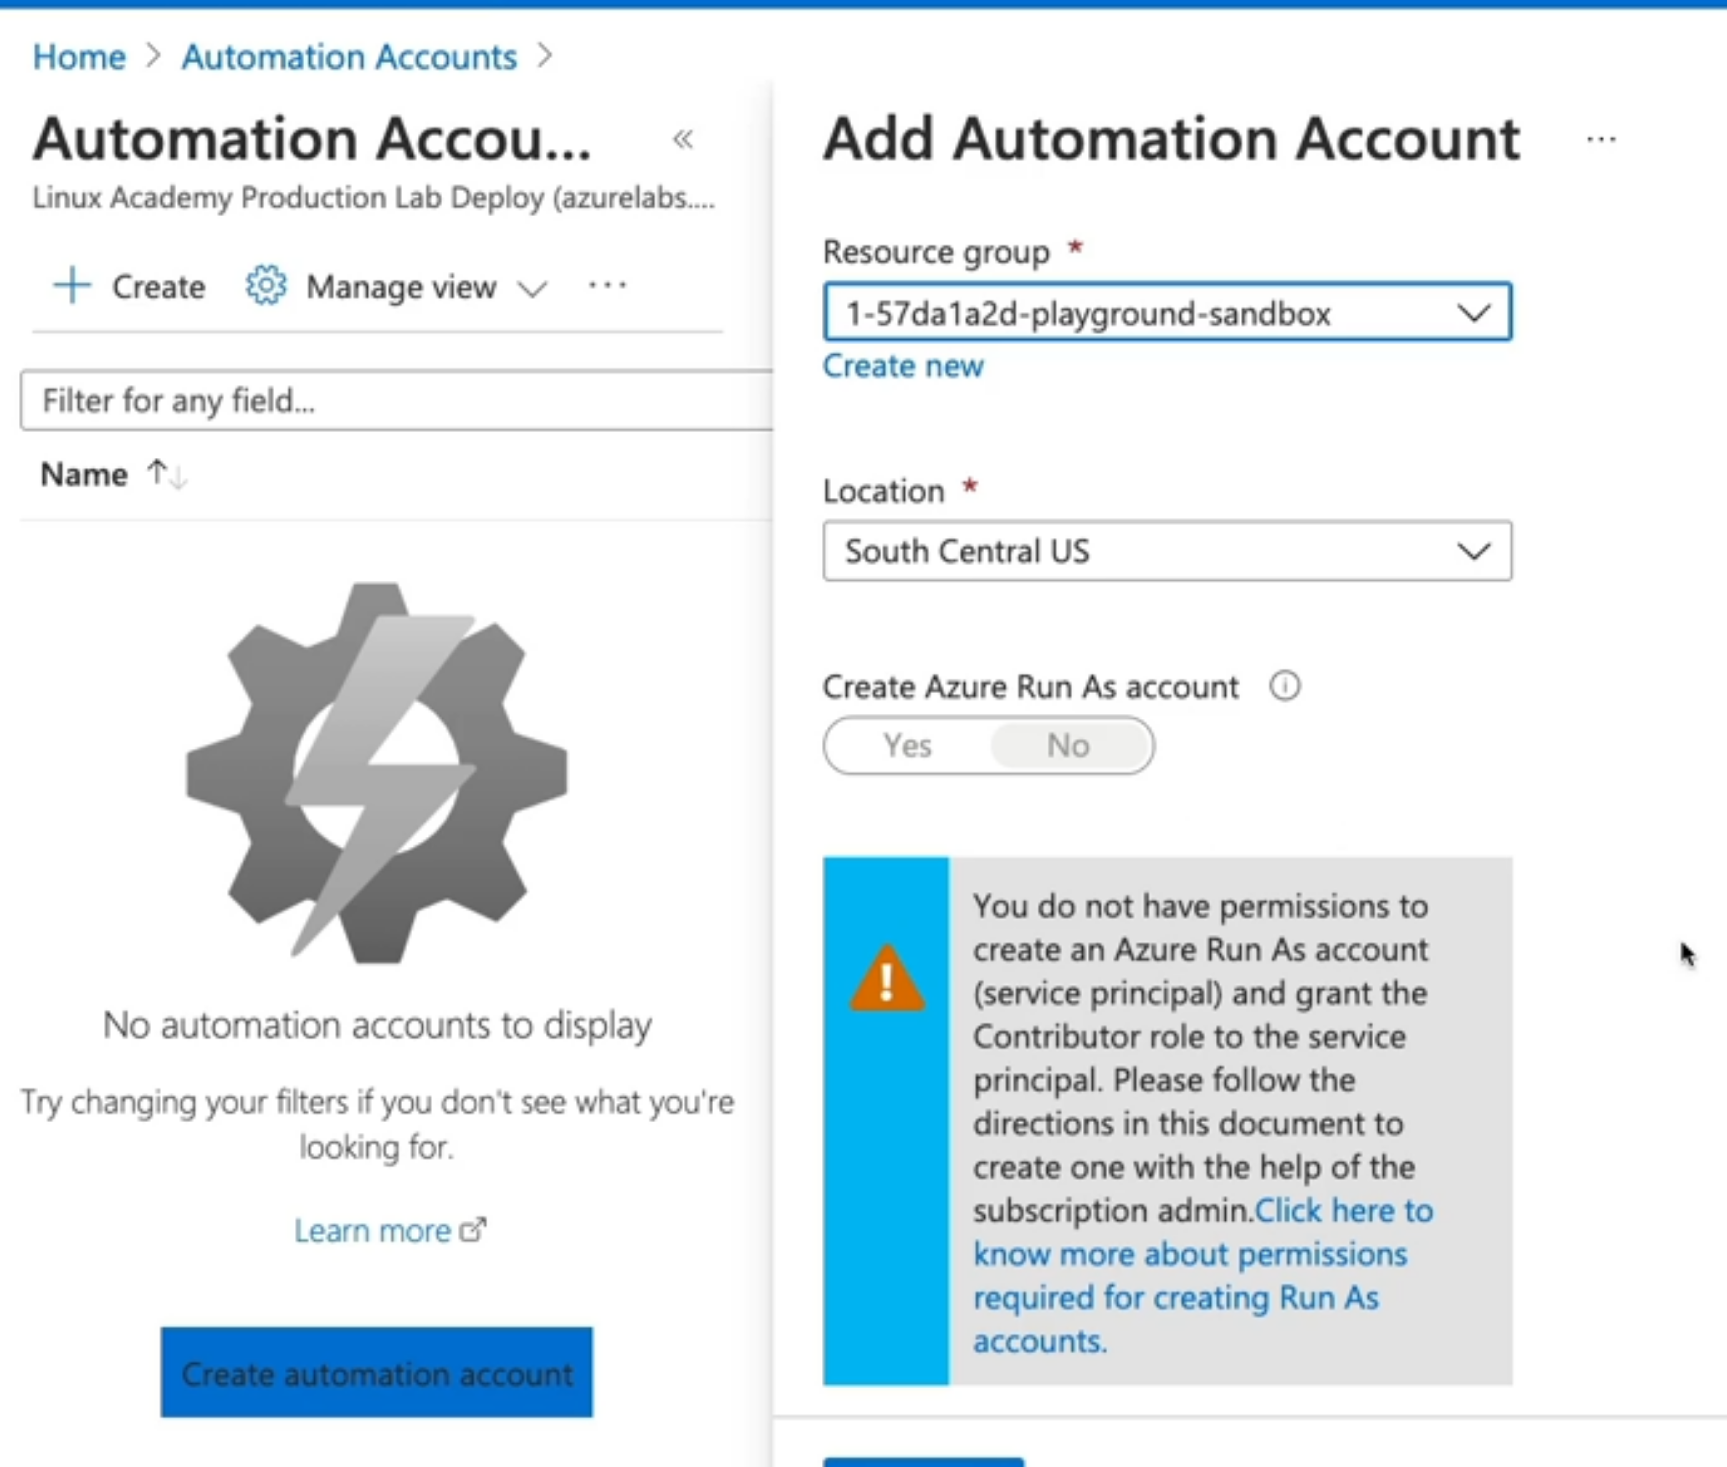 Home > Automation Accounts >
Automation Accou... «
Linux Academy Production Lab Deploy (azurelabs....
+ Create Manage view ...
Filter for any field...
Name ↑↓
No automation accounts to display
Try changing your filters if you don't see what you're
looking for.
Learn more
Create automation account
Add Automation Account ...
Resource group *
1-57da1a2d-playground-sandbox
Create new
Location *
South Central US
Create Azure Run As account
Yes No
You do not have permissions to
create an Azure Run As account
(service principal) and grant the
Contributor role to the service
principal. Please follow the
directions in this document to
create one with the help of the
subscription admin.Click here to
know more about permissions
required for creating Run As
accounts.